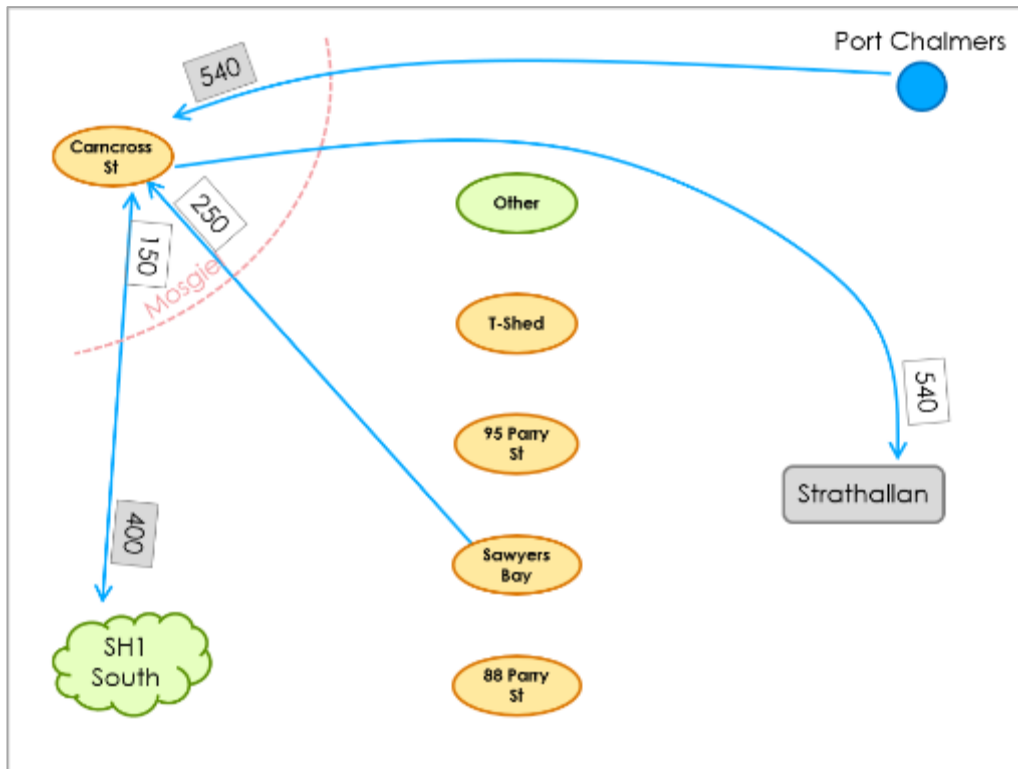 Port Chalmers
540
Carncross
St
250
Other
150
Mosgiel
T-Shed
540
95 Parry
St
Strathallan
400
Sawyers
Bay
SH1
South
88 Parry
St